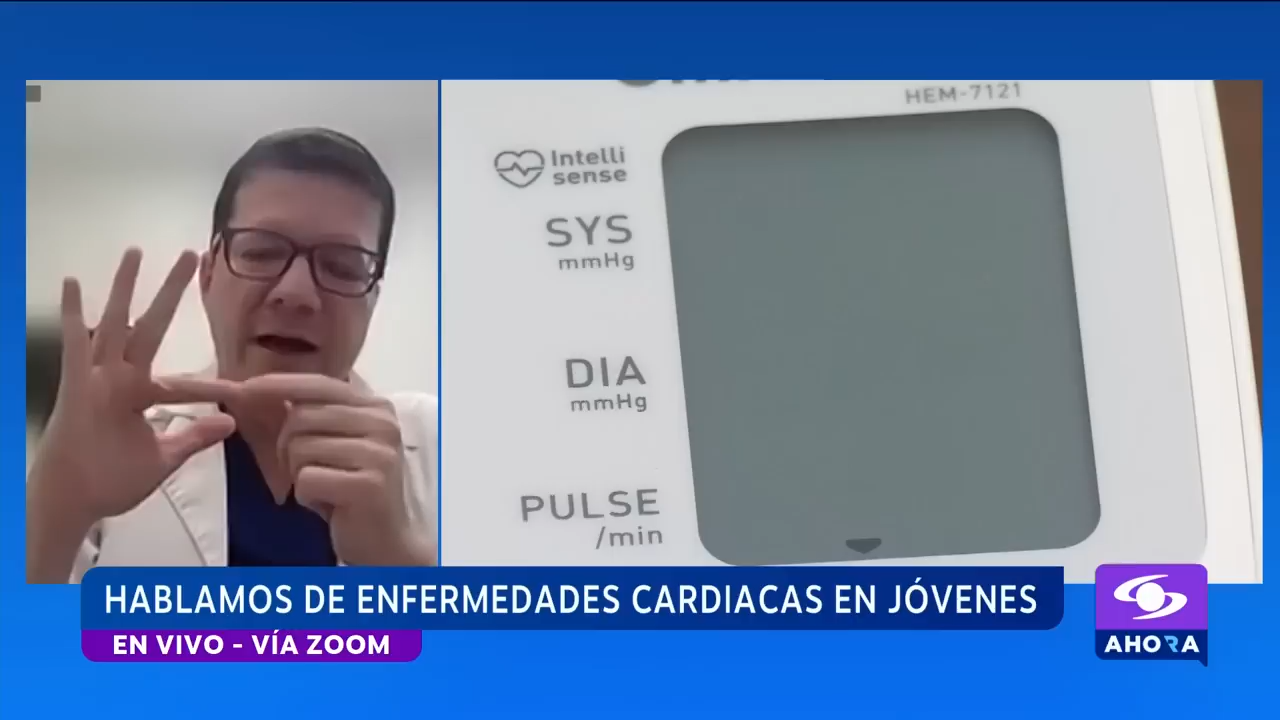 HEM-7121
Intelli
sense
SYS
mmHg
DIA
mmHg
PULSE
/min
HABLAMOS DE ENFERMEDADES CARDIACAS EN JÓVENES
EN VIVO - VÍA ZOOM
AHORA